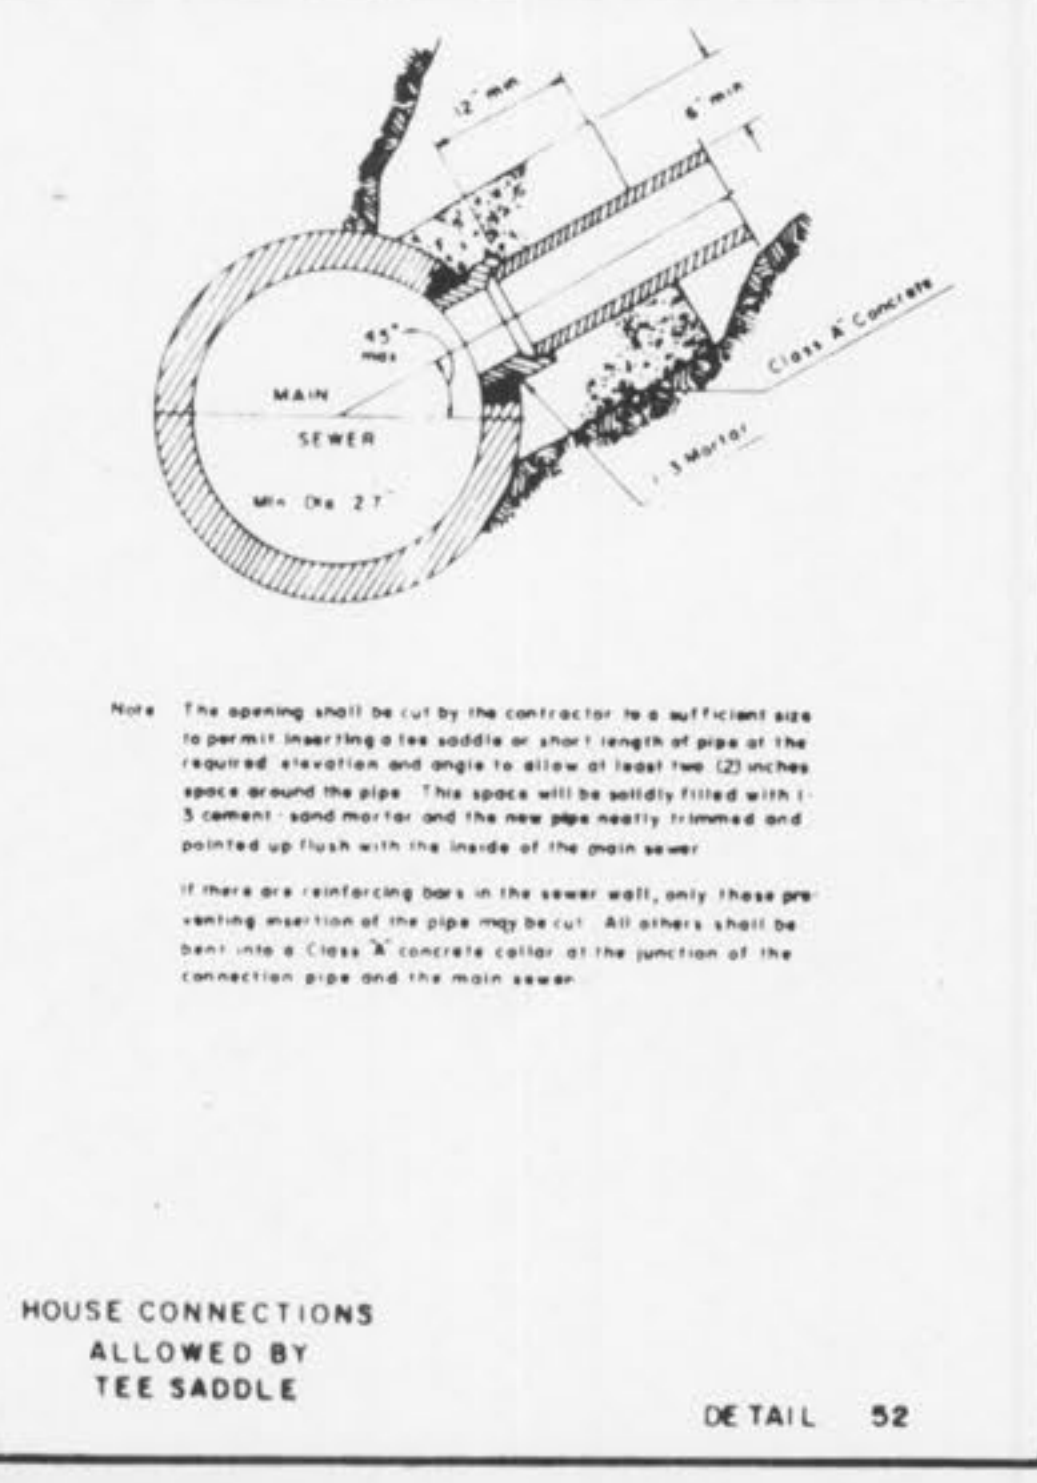 12" min
6" min
45°
max
MAIN
SEWER
Min Dia 27"
Class "A" Concrete
1-3 Mortar
Note The opening shall be cut by the contractor to a sufficient size
to permit inserting a tee saddle or short length of pipe at the
required elevation and angle to allow at least two (2) inches
space around the pipe This space will be solidly filled with 1-
3 cement-sand mortar and the new pipe neatly trimmed and
pointed up flush with the inside of the main sewer
If there are reinforcing bars in the sewer wall, only those pre-
venting insertion of the pipe may be cut All others shall be
bent into a Class "A" concrete collar at the junction of the
connection pipe and the main sewer
HOUSE CONNECTIONS
ALLOWED BY
TEE SADDLE
DETAIL 52